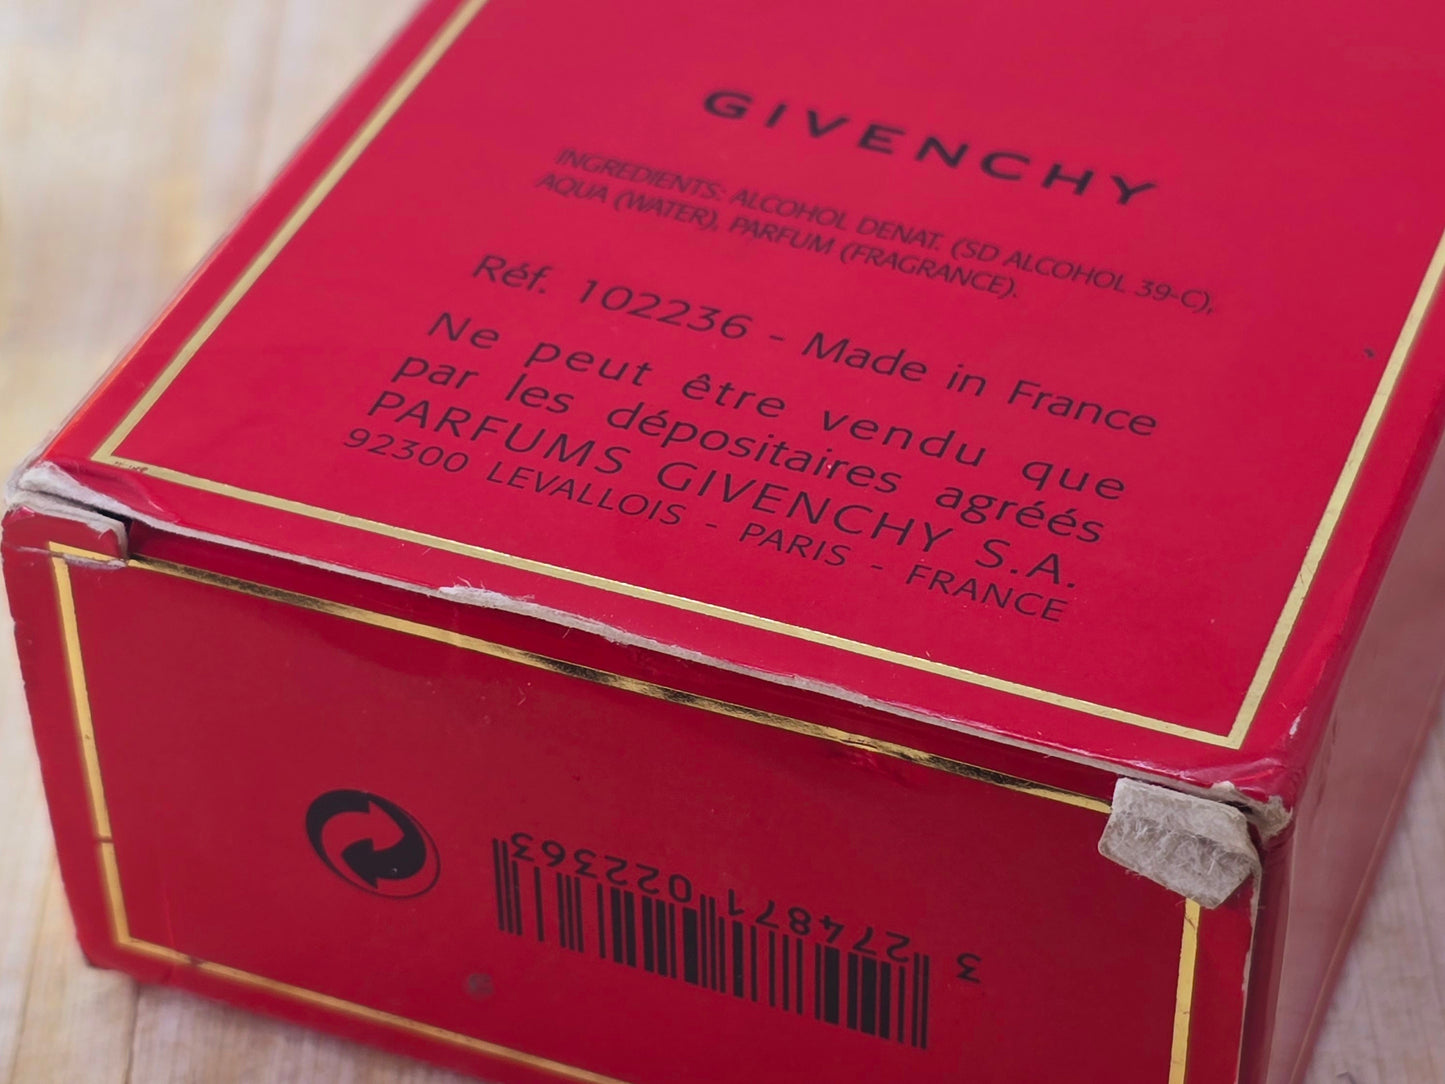 GIVENCHY
INGREDIENTS: ALCOHOL DENAT. (SD ALCOHOL 39-C),
AQUA (WATER), PARFUM (FRAGRANCE).
Réf. 102236 - Made in France
Ne peut être vendu que
par les dépositaires agréés
PARFUMS GIVENCHY S.A.
92300 LEVALLOIS - PARIS - FRANCE
3 274871 022363